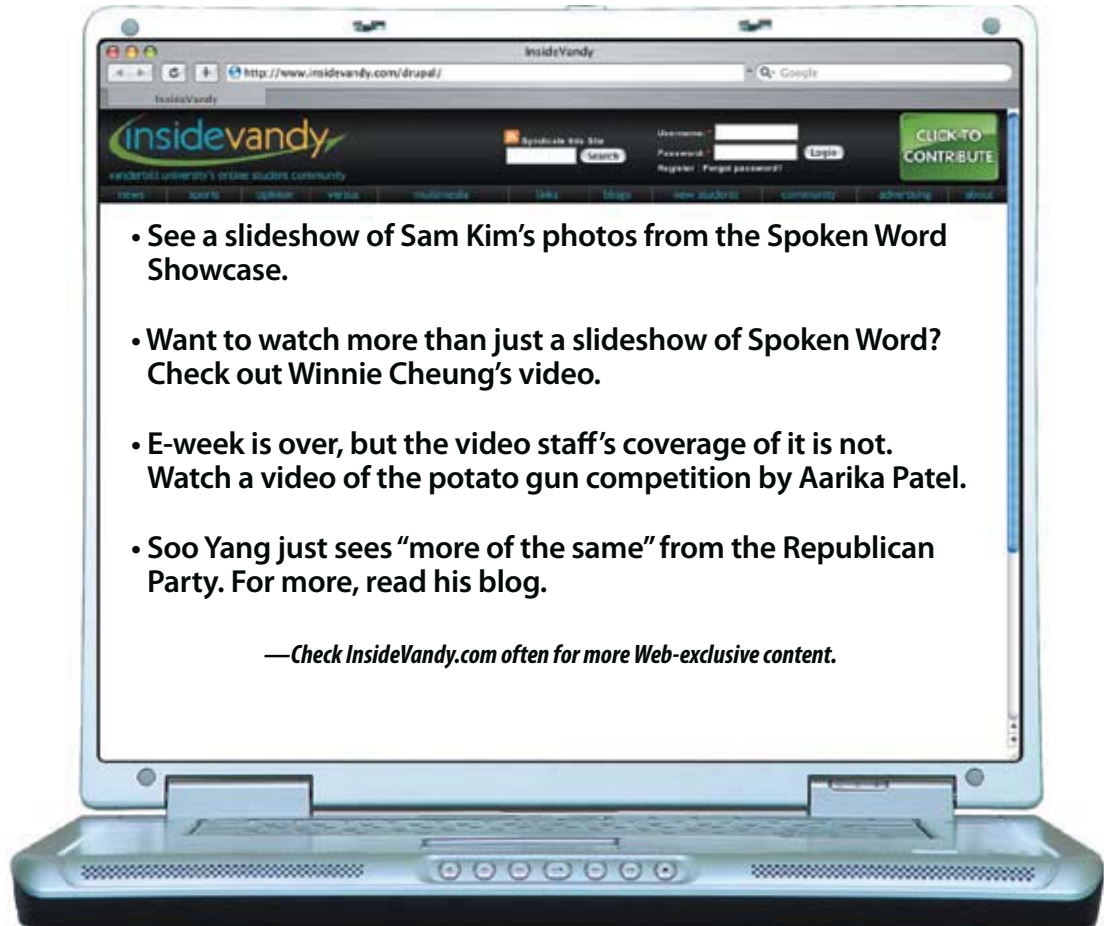 InsideVandy
http://www.insidevandy.com/drupal/
Google
InsideVandy
insidevandy
vanderbilt university's online student community
Syndicate this Site
Search
Username: *
Password: *
Login
Register Forgot password?
CLICK TO
CONTRIBUTE
news sports opinion versus multimedia links blogs new students community advertising about
• See a slideshow of Sam Kim's photos from the Spoken Word
Showcase.
• Want to watch more than just a slideshow of Spoken Word?
Check out Winnie Cheung's video.
• E-week is over, but the video staff's coverage of it is not.
Watch a video of the potato gun competition by Aarika Patel.
• Soo Yang just sees “more of the same” from the Republican
Party. For more, read his blog.
—Check InsideVandy.com often for more Web-exclusive content.